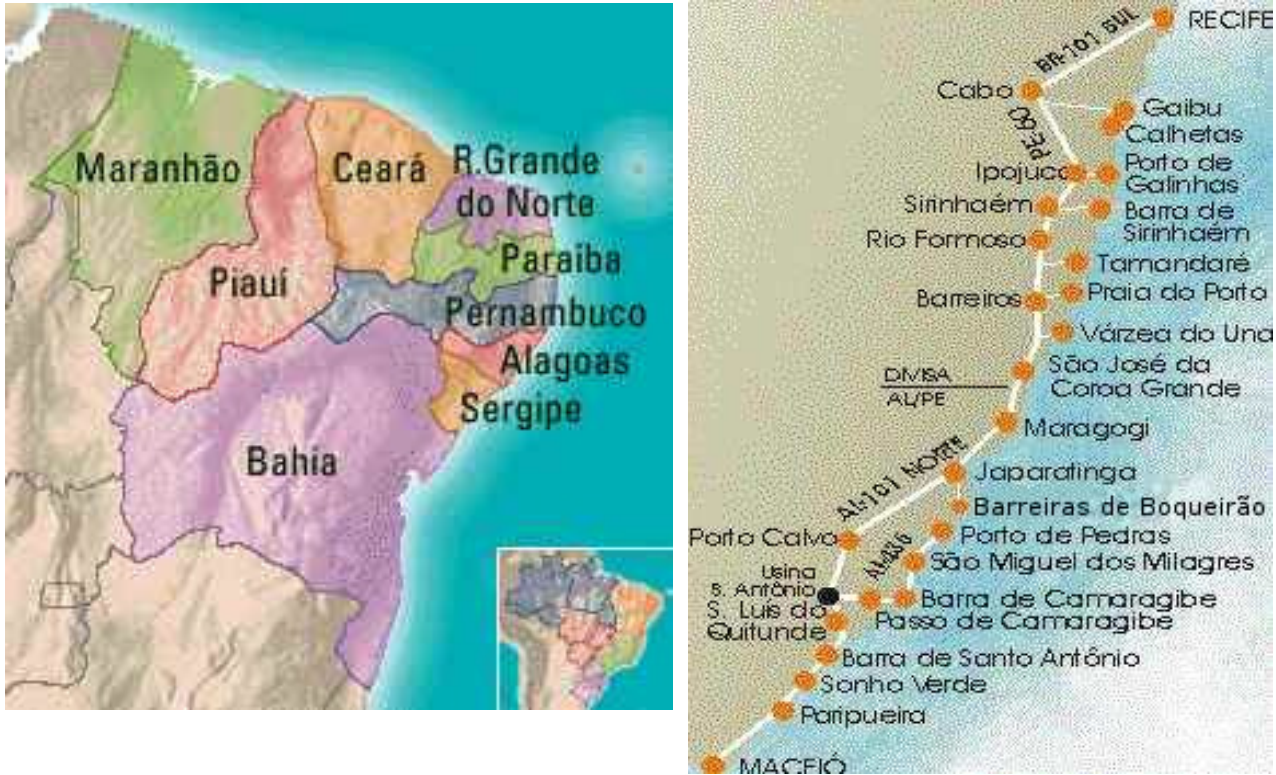 Maranhão
Ceará
R.Grande
do Norte
Piauí
Paraiba
Pernambuco
Alagoas
Sergipe
Bahia
RECIFE
BR-101 SUL
Cabo
Gaibu
PE-60
Calhetas
Ipojuca
Porto de
Galinhas
Sirinhaém
Barra de
Sirinhaém
Rio Formoso
Tamandaré
Barreiros
Praia do Porto
Várzea do Una
São José da
Coroa Grande
DIVISA
AL/PE
Maragogi
AL-101 NORTE
Japaratinga
Barreiras de Boqueirão
Porto Calvo
Porto de Pedras
São Miguel dos Milagres
Usina
S. Antônio
Barra de Camaragibe
S. Luis do
Quitunde
Passo de Camaragibe
Barra de Santo Antônio
Sonho Verde
Paripueira
MACEIÓ